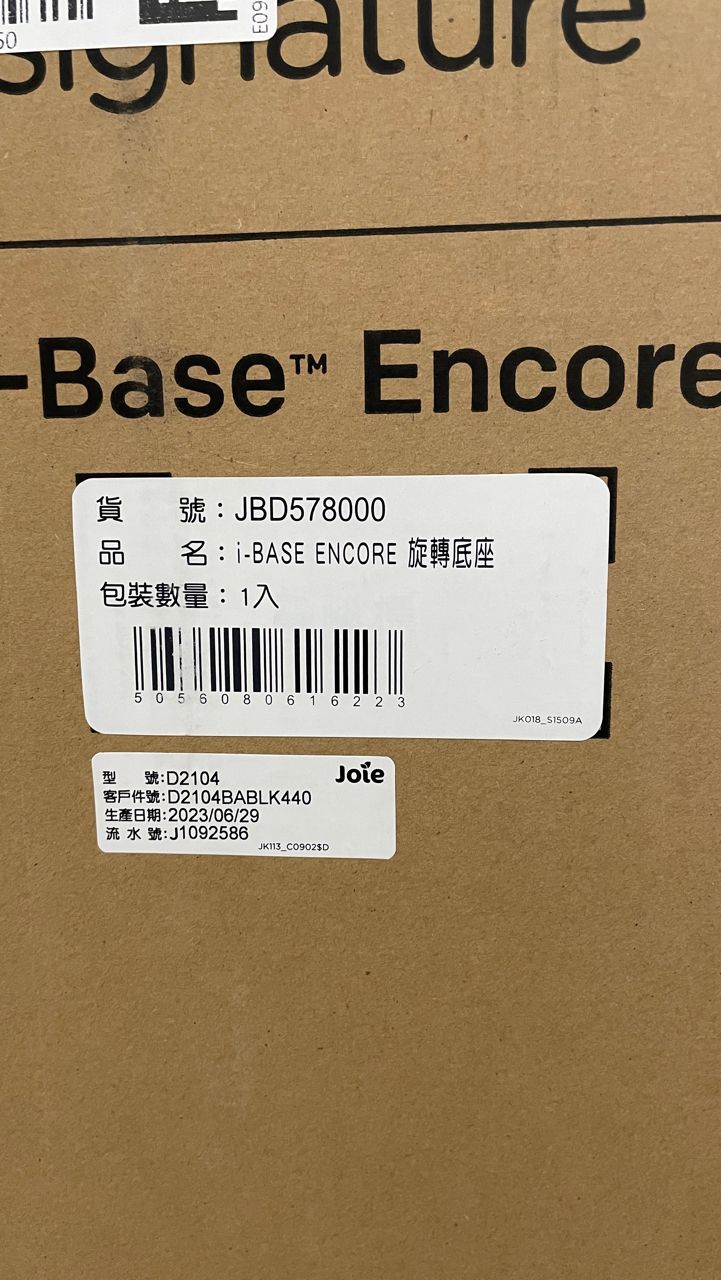 50
E09
signature
-Base™ Encore
貨 號：JBD578000
品 名：i-BASE ENCORE 旋轉底座
包裝數量：1入
5056080616223
JK018_S1509A
Joie
型 號:D2104
客戶件號:D2104BABLK440
生產日期:2023/06/29
流 水 號:J1092586
JK113_C0902$D